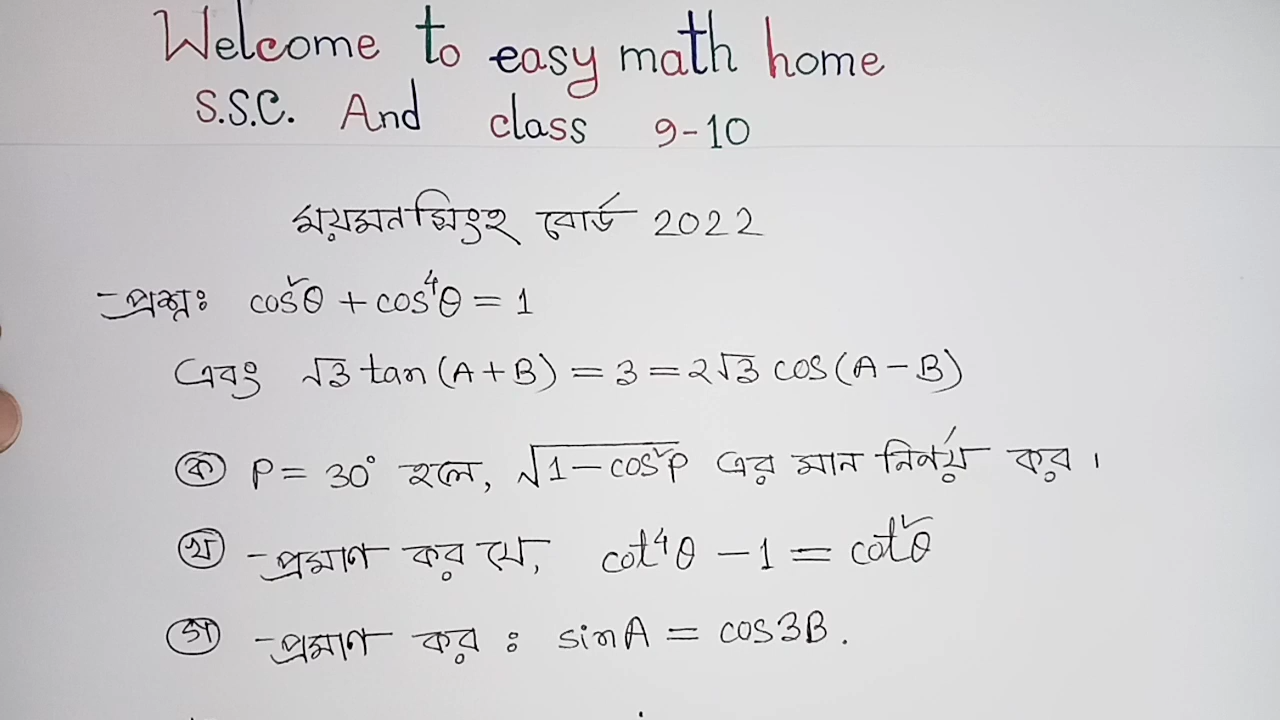 Welcome to easy math home
S.S.C. And class 9-10
ময়মনসিংহ বোর্ড 2022
প্রশ্নঃ cos²θ + cos⁴θ = 1
এবং √3 tan(A+B) = 3 = 2√3 cos(A-B)
ক P = 30° হলে, √1-cos²P এর মান নির্ণয় কর।
খ প্রমাণ কর যে, cot⁴θ - 1 = cot²θ
গ প্রমাণ কর : sinA = cos3B.